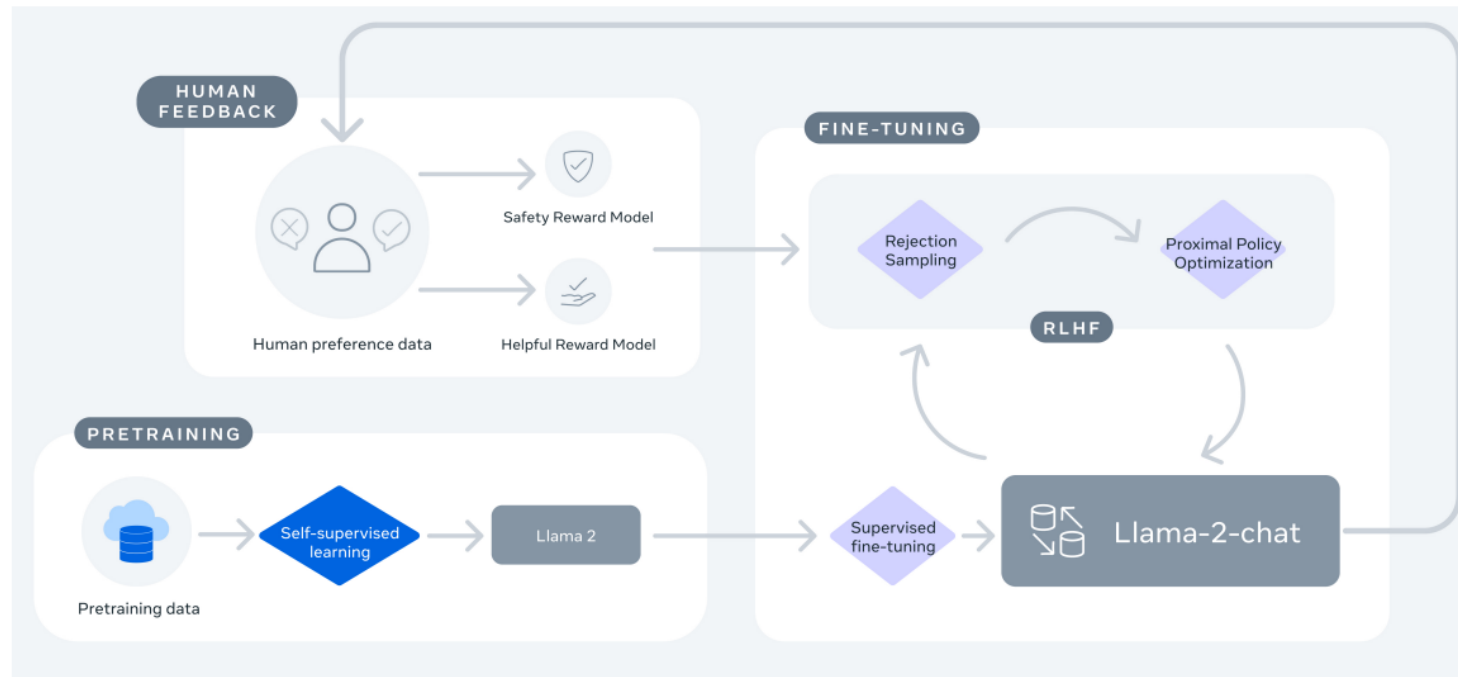 HUMAN
FEEDBACK
Safety Reward Model
Human preference data
Helpful Reward Model
FINE-TUNING
Rejection
Sampling
Proximal Policy
Optimization
RLHF
PRETRAINING
Pretraining data
Self-supervised
learning
Llama 2
Supervised
fine-tuning
Llama-2-chat